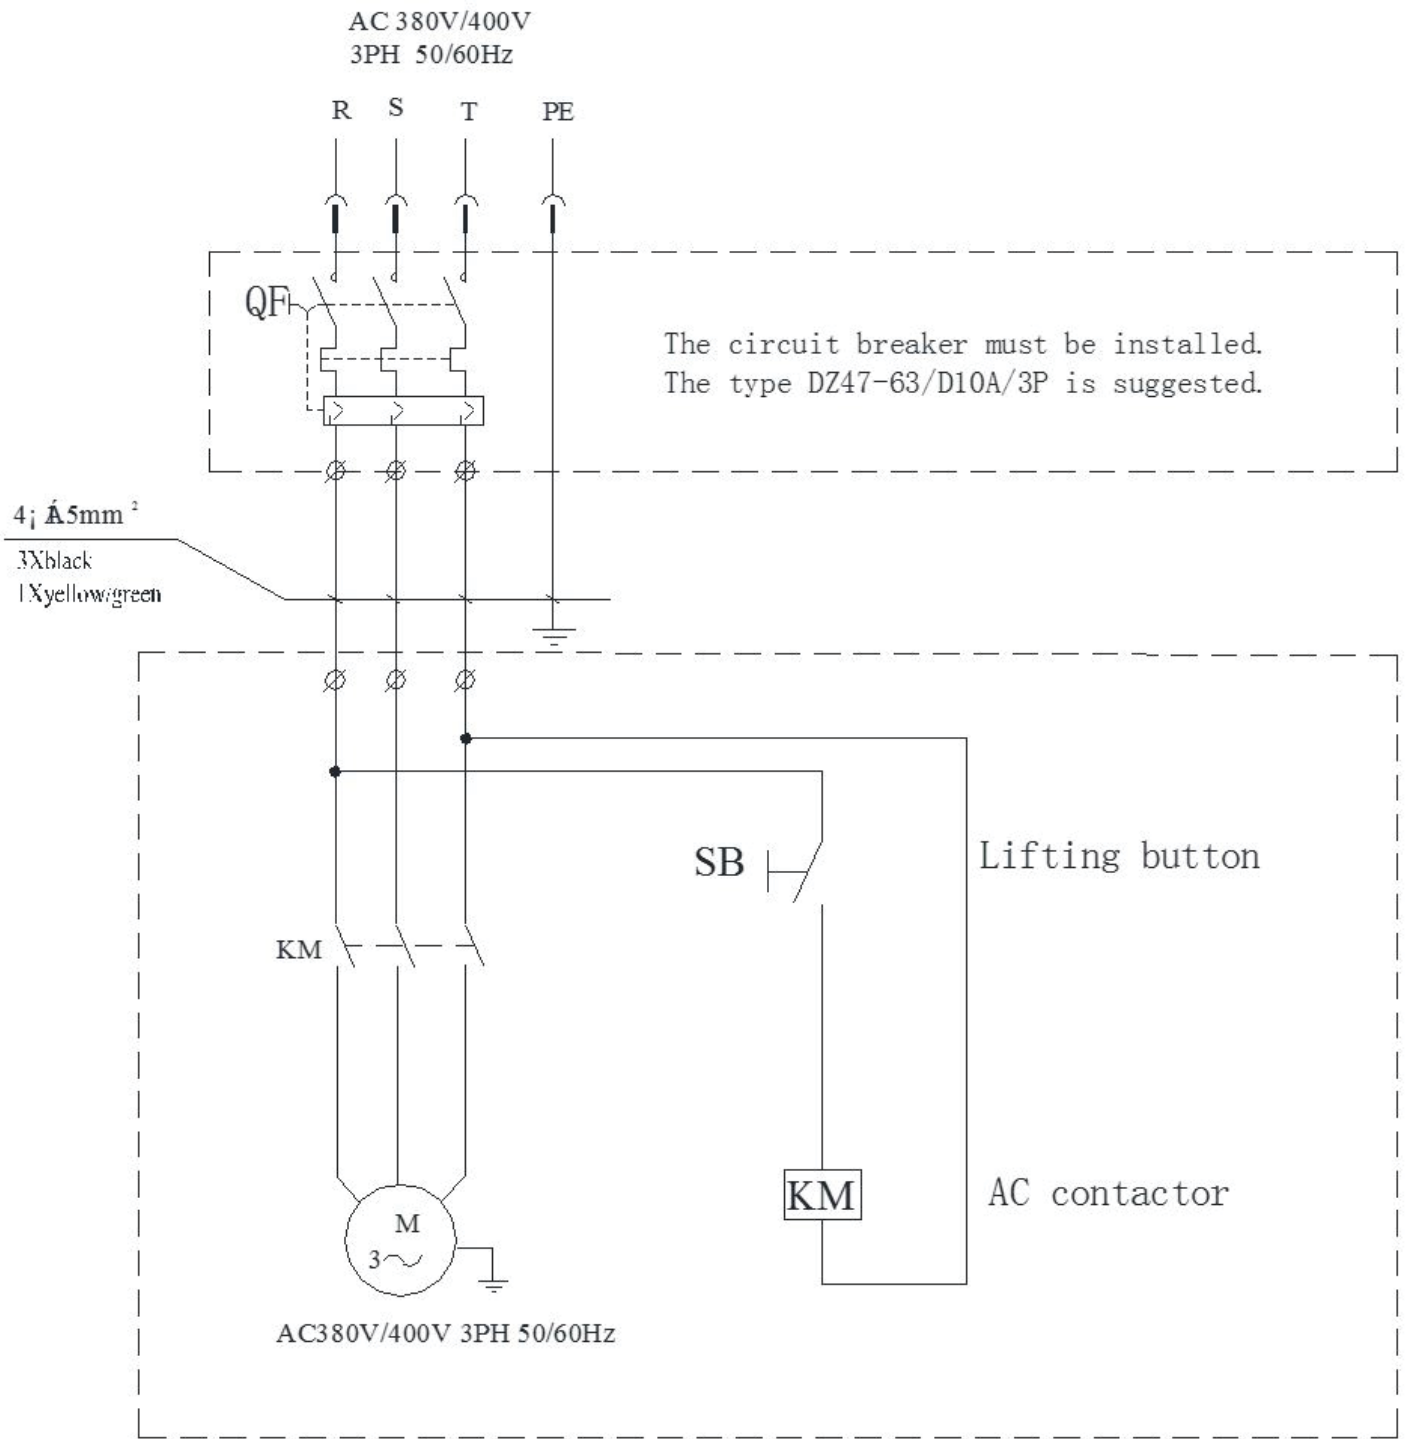 AC 380V/400V
3PH 50/60Hz
R S T PE
QF
The circuit breaker must be installed.
The type DZ47-63/D10A/3P is suggested.
4¡Á.5mm²
3Xblack
1Xyellow/green
SB
Lifting button
KM
KM
AC contactor
M
3~
AC380V/400V 3PH 50/60Hz